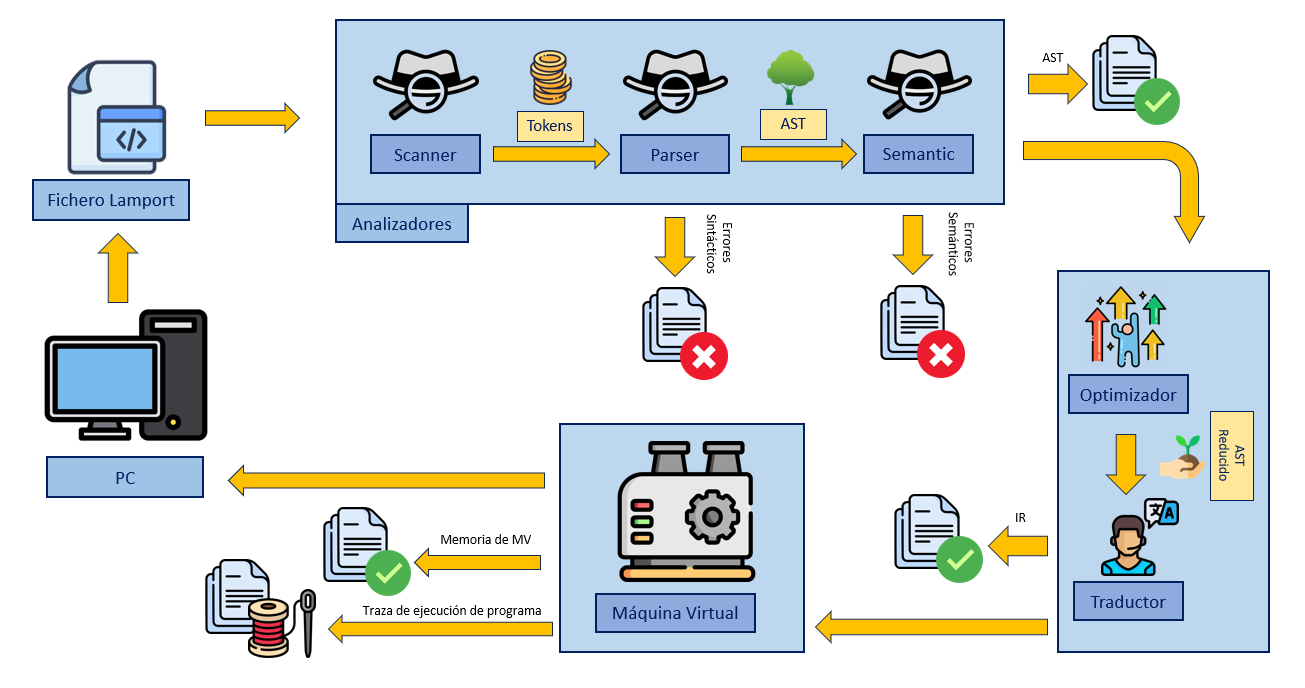 AST
Tokens
AST
Scanner
Parser
Semantic
Fichero Lamport
Analizadores
Errores
Sintácticos
Errores
Semánticos
Optimizador
AST
Reducido
PC
IR
Memoria de MV
Traza de ejecución de programa
Máquina Virtual
Traductor